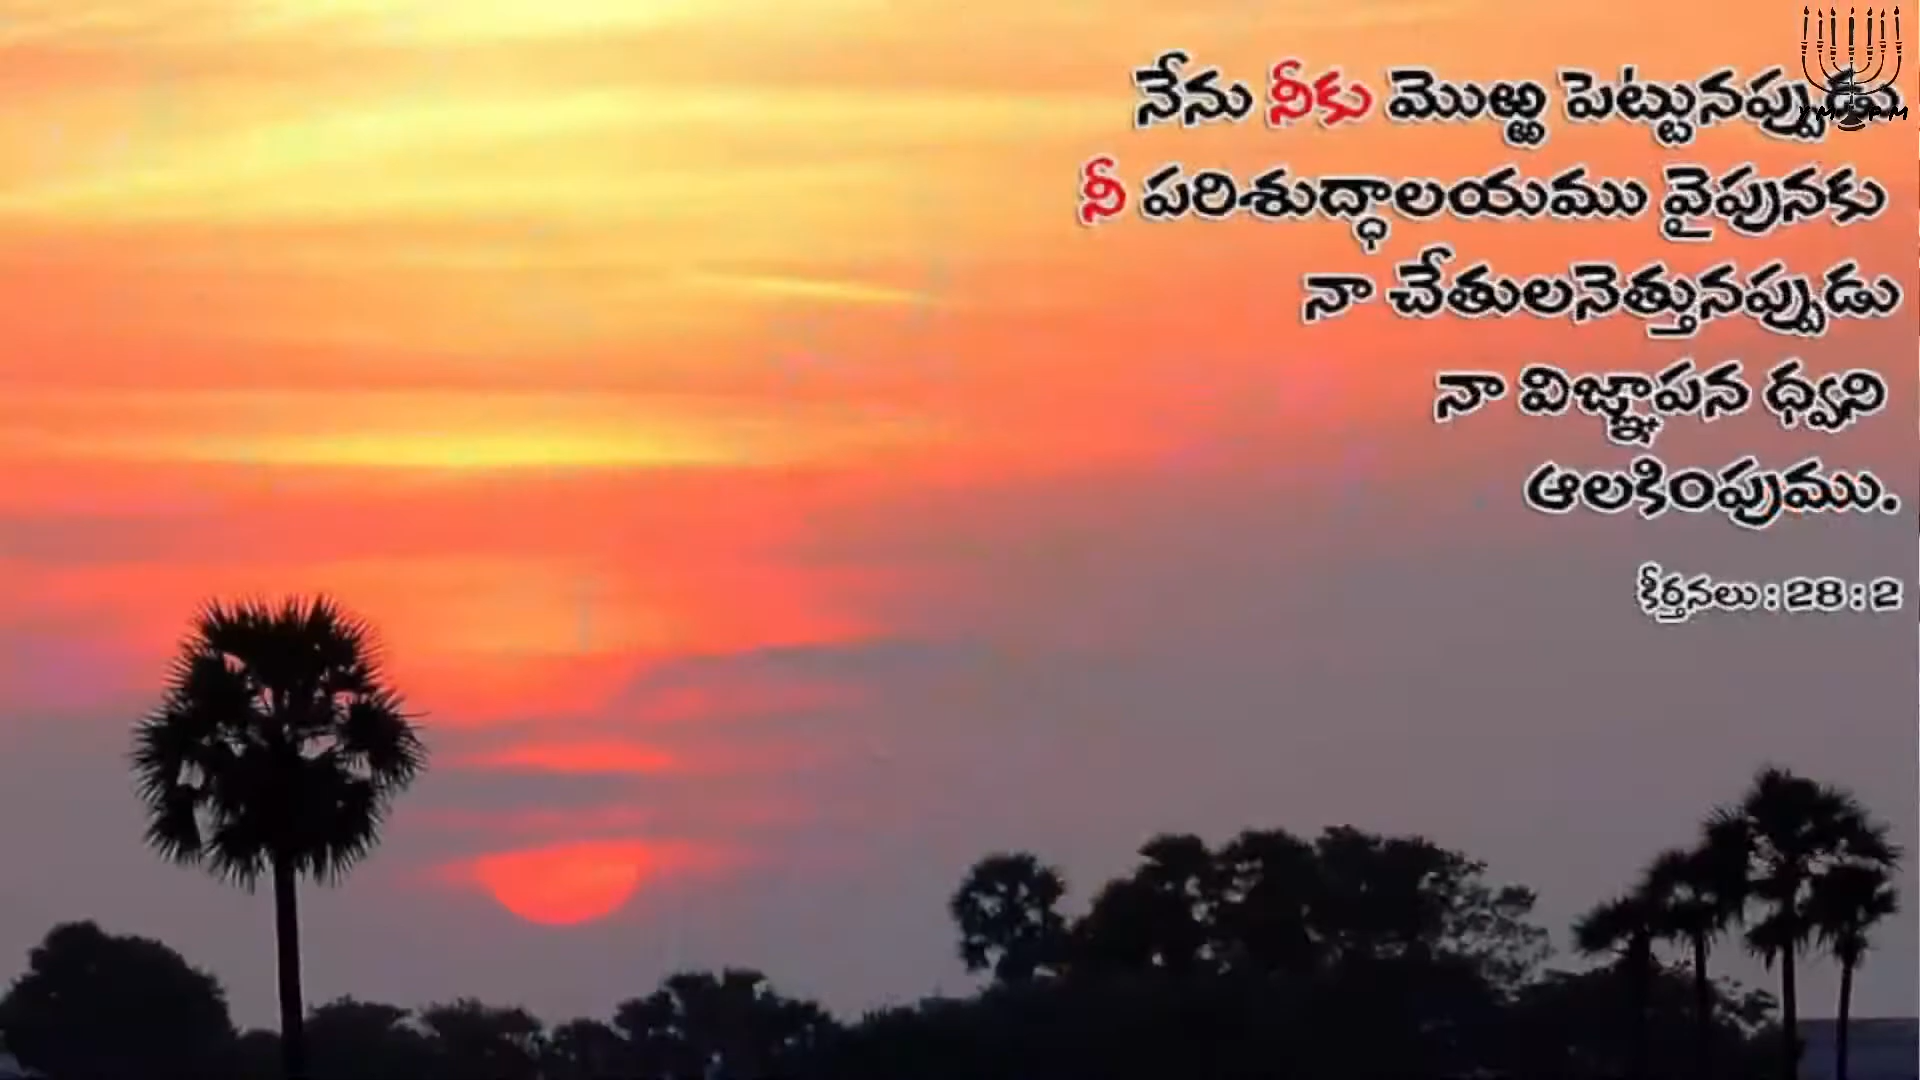 నేను నీకు మొఱ్ఱ పెట్టునప్పుడు
నీ పరిశుద్ధాలయము వైపునకు
నా చేతులనెత్తునప్పుడు
నా విజ్ఞాపన ధ్వని
ఆలకింపుము.
కీర్తనలు : 28 : 2